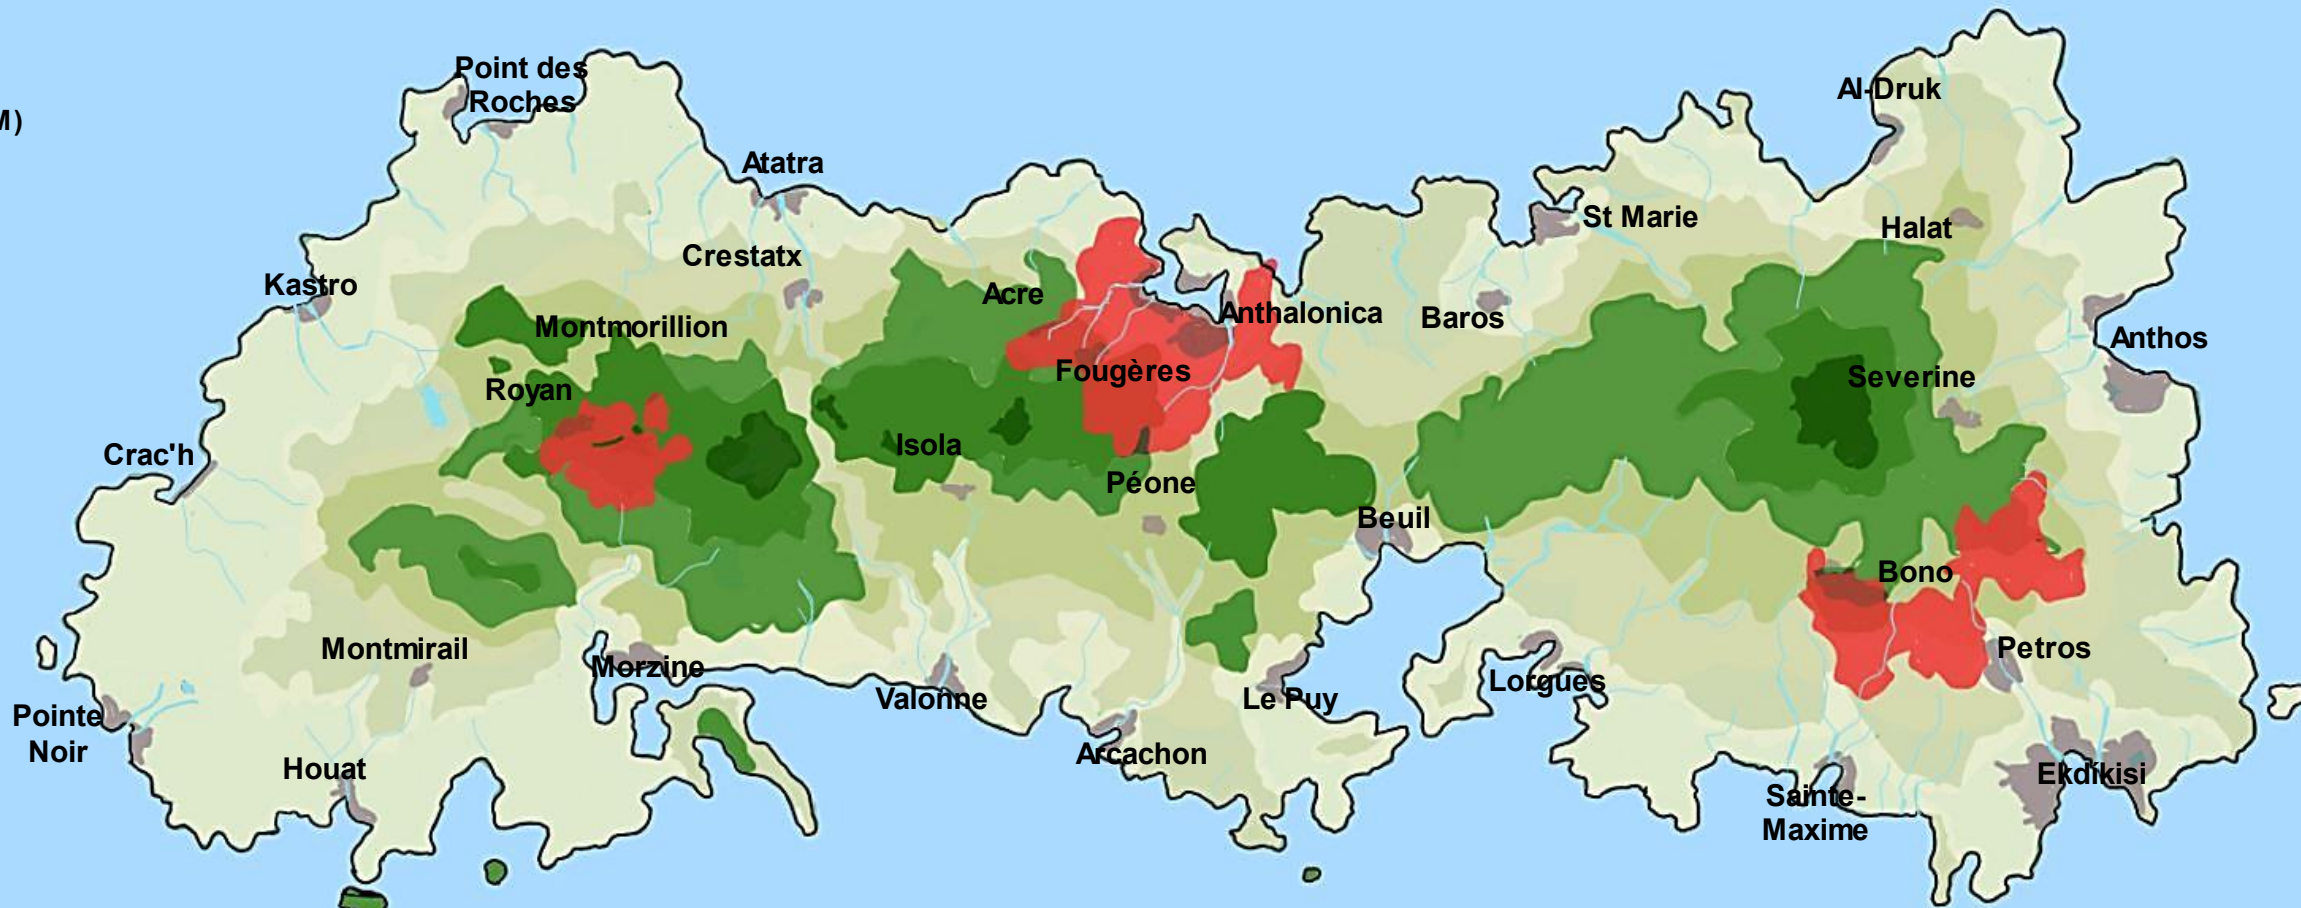 Point des
Roches
Al-Druk
M)
Atatra
St Marie
Halat
Crestatx
Kastro
Acre
Anthalonica
Baros
Montmorillion
Anthos
Fougères
Severine
Royan
Isola
Crac'h
Péone
Beuil
Bono
Montmirail
Petros
Morzine
Lorgues
Valonne
Le Puy
Pointe
Noir
Arcachon
Houat
Ekdíkisi
Sainte-
Maxime